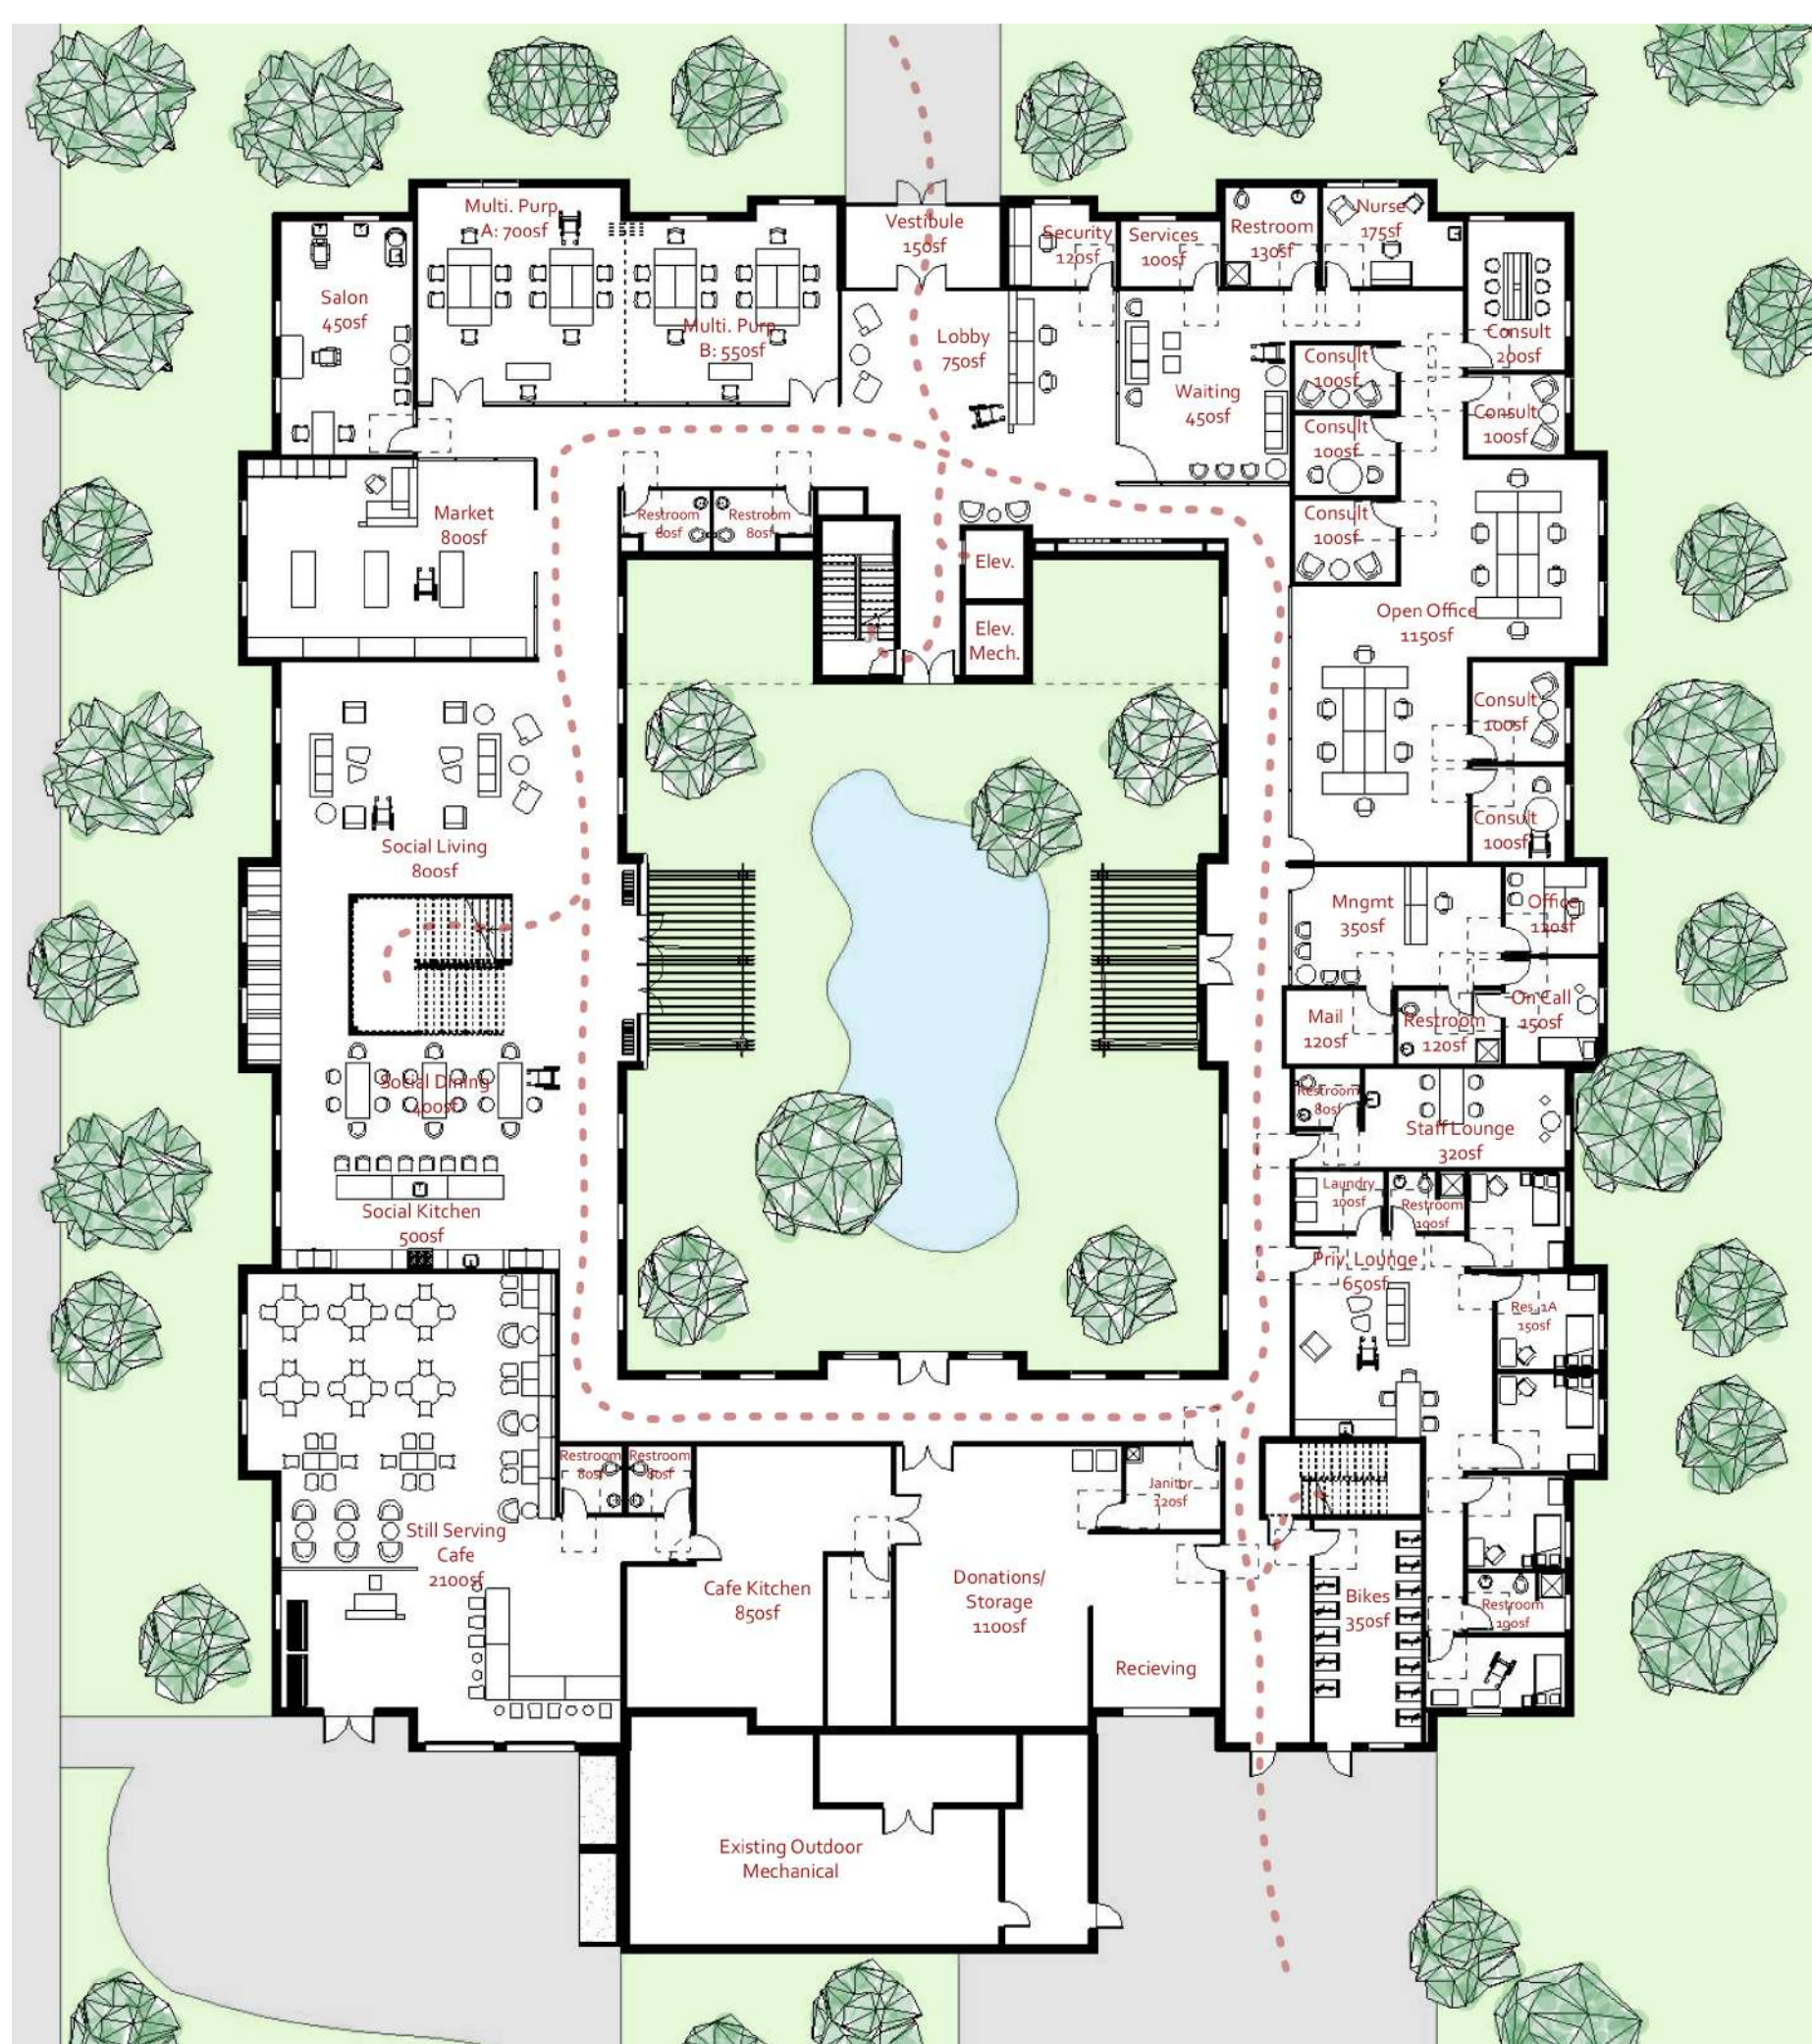 Multi. Purp.
A: 700sf
Vestibule
150sf
Security
120sf
Services
100sf
Restroom
130sf
Nurse
175sf
Salon
450sf
Multi. Purp.
B: 550sf
Lobby
750sf
Waiting
450sf
Consult
100sf
Consult
200sf
Consult
100sf
Consult
100sf
Consult
100sf
Market
800sf
Restroom
80sf
Restroom
80sf
Elev.
Elev.
Mech.
Open Office
1150sf
Consult
100sf
Consult
100sf
Social Living
800sf
Mngmt
350sf
Office
120sf
Mail
120sf
Restroom
120sf
On Call
150sf
Social Dining
400sf
Restroom
80sf
Staff Lounge
320sf
Social Kitchen
500sf
Laundry
100sf
Restroom
100sf
Priv. Lounge
650sf
Res. 1A
150sf
Restroom
80sf
Restroom
80sf
Janitor
120sf
Still Serving
Cafe
2100sf
Cafe Kitchen
850sf
Donations/
Storage
1100sf
Recieving
Bikes
350sf
Restroom
190sf
Existing Outdoor
Mechanical